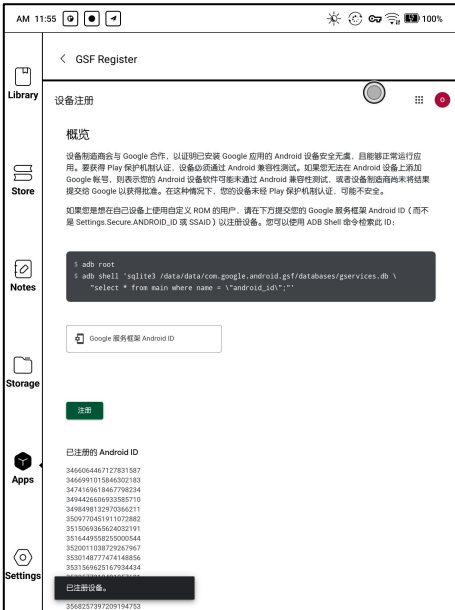 AM 11:55
100%
GSF Register
Library
设备注册
O
概览
设备制造商会与 Google 合作，以证明已安装 Google 应用的 Android 设备安全无虞，且能够正常运行应
用。要获得 Play 保护机制认证，设备必须通过 Android 兼容性测试。如果您无法在 Android 设备上添加
Google 帐号，则表示您的 Android 设备软件可能未通过 Android 兼容性测试，或者设备制造商尚未将结果
提交给 Google 以获得批准。在这种情况下，您的设备未经 Play 保护机制认证，可能不安全。
Store
如果您是想在自己设备上使用自定义 ROM 的用户，请在下方提交您的 Google 服务框架 Android ID（而不
是 Settings.Secure.ANDROID_ID 或 SSAID）以注册设备。您可以使用 ADB Shell 命令检索此 ID：
$ adb root
$ adb shell 'sqlite3 /data/data/com.google.android.gsf/databases/gservices.db \
"select * from main where name = \"android_id\";"'
Notes
Google 服务框架 Android ID
Storage
注册
已注册的 Android ID
Apps
3466064467127831587
3466991015846302183
3474169618467798234
3494426606933585710
3498498132970366211
3509770451911072882
3515069365624032191
3516449558255000544
3520011038729267967
3530148777474148856
3531569625167934434
Settings
已注册设备。
3568257397209194753